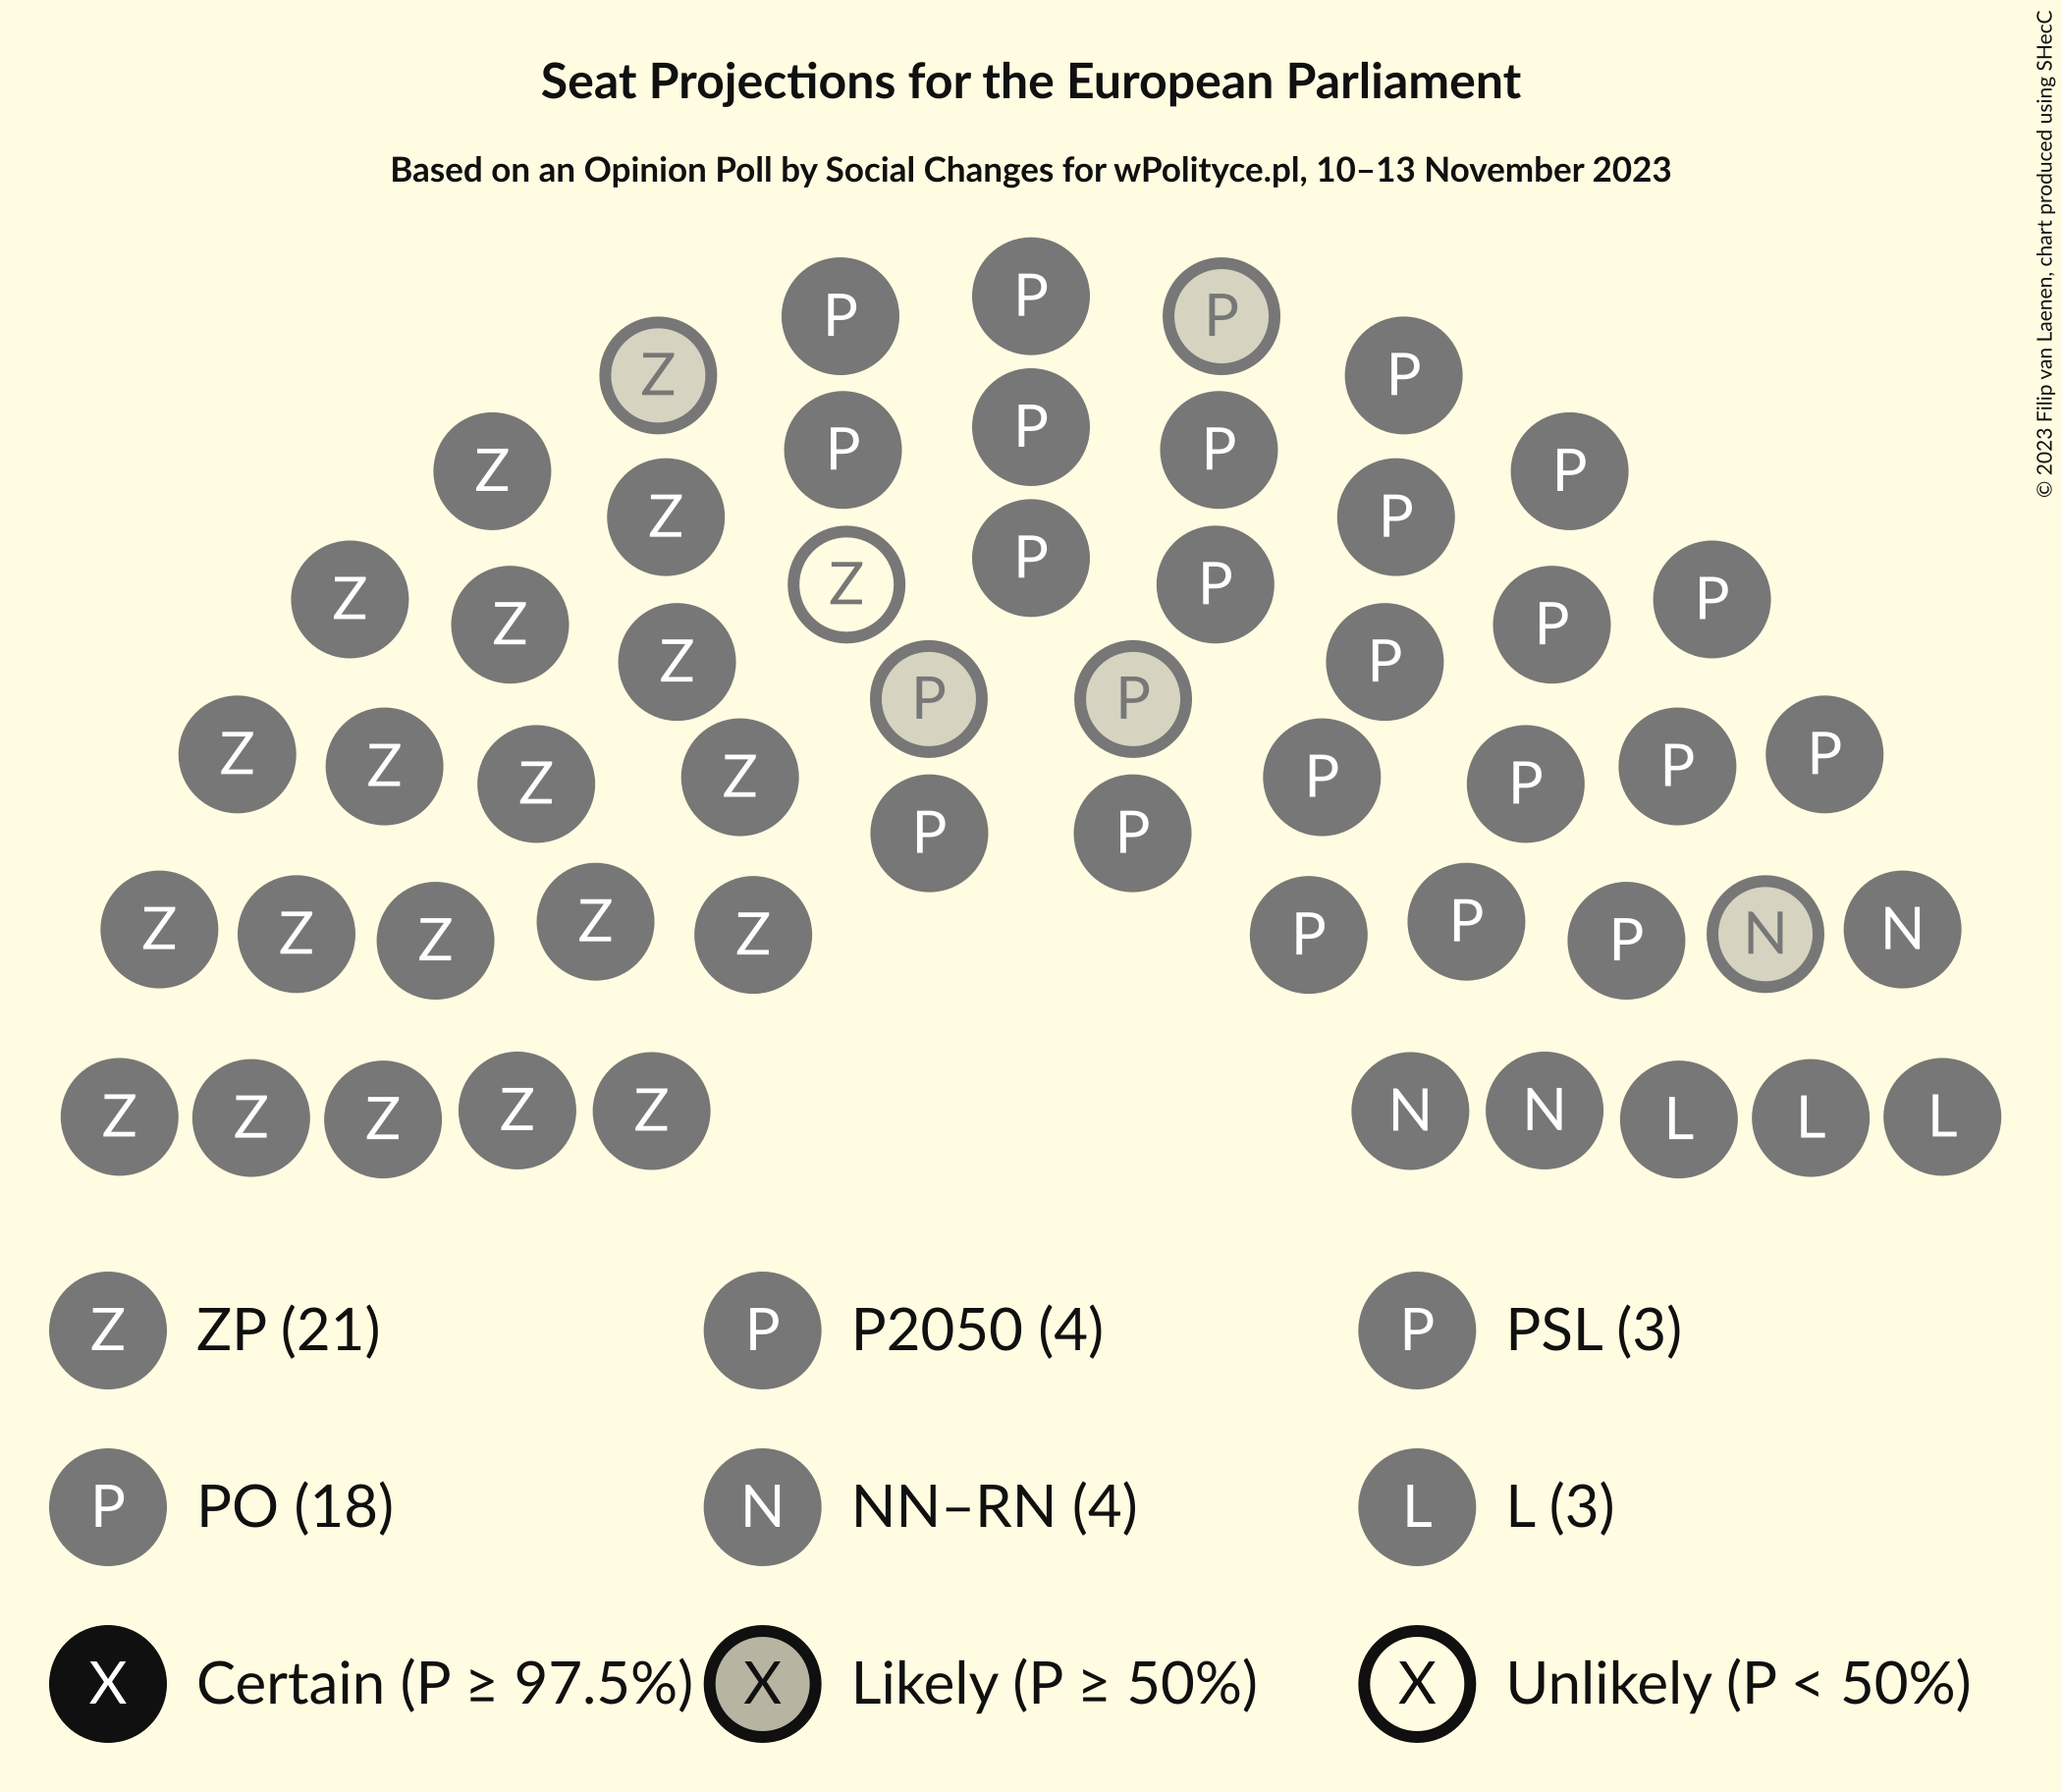 Seat Projections for the European Parliament
Based on an Opinion Poll by Social Changes for wPolityce.pl, 10–13 November 2023
© 2023 Filip van Laenen, chart produced using SHecC
P P P
Z P
P P P
Z P
Z P
Z P P
Z P
Z P
Z P
P P
Z Z Z Z P P P P
P P
Z Z Z Z Z P P P N N
Z Z Z Z Z N N L L L
Z ZP (21) P P2050 (4) P PSL (3)
P PO (18) N NN–RN (4) L L (3)
X Certain (P ≥ 97.5%) X Likely (P ≥ 50%) X Unlikely (P < 50%)